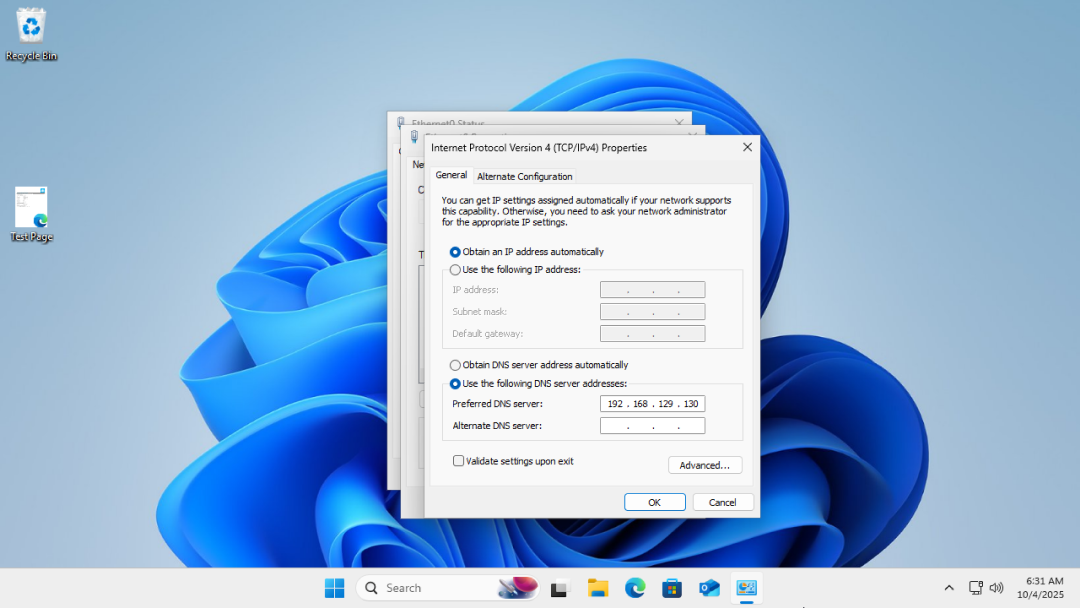 Recycle Bin
Test Page
Ethernet0 Status
Internet Protocol Version 4 (TCP/IPv4) Properties
General
Alternate Configuration
You can get IP settings assigned automatically if your network supports
this capability. Otherwise, you need to ask your network administrator
for the appropriate IP settings.
Obtain an IP address automatically
Use the following IP address:
IP address:
. . .
Subnet mask:
. . .
Default gateway:
. . .
Obtain DNS server address automatically
Use the following DNS server addresses:
Preferred DNS server:
192 . 168 . 129 . 130
Alternate DNS server:
. . .
Validate settings upon exit
Advanced...
OK
Cancel
Search
6:31 AM
10/4/2025